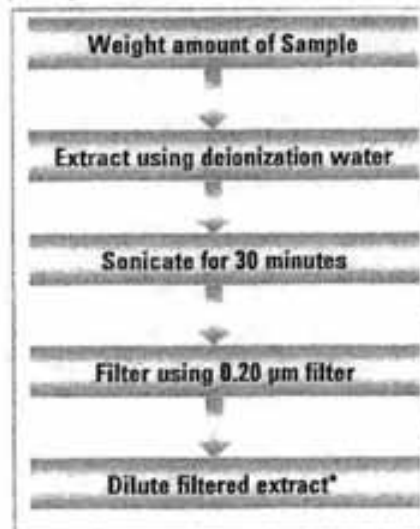 Weight amount of Sample
Extract using deionization water
Sonicate for 30 minutes
Filter using 0.20 µm filter
Dilute filtered extract*